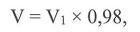 V = V₁ × 0,98,